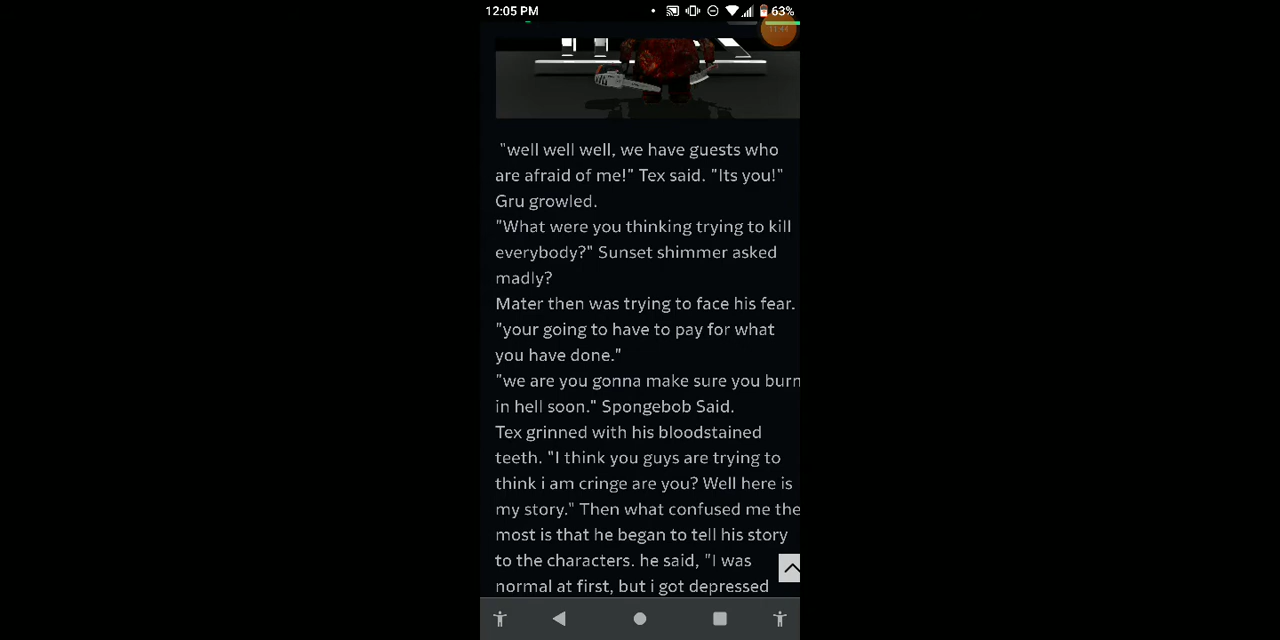 12:05 PM
63%
11:44
"well well well, we have guests who
are afraid of me!" Tex said. "Its you!"
Gru growled.
"What were you thinking trying to kill
everybody?" Sunset shimmer asked
madly?
Mater then was trying to face his fear.
"your going to have to pay for what
you have done."
"we are you gonna make sure you burn
in hell soon." Spongebob Said.
Tex grinned with his bloodstained
teeth. "I think you guys are trying to
think i am cringe are you? Well here is
my story." Then what confused me the
most is that he began to tell his story
to the characters. he said, "I was
normal at first, but i got depressed